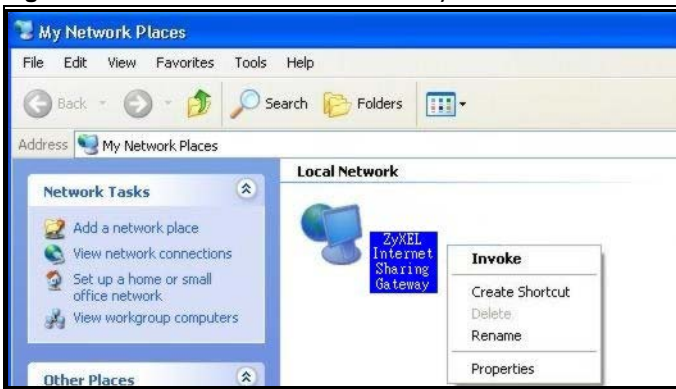 My Network Places
File Edit View Favorites Tools Help
Back Search Folders
Address My Network Places
Network Tasks
Add a network place
View network connections
Set up a home or small
office network
View workgroup computers
Other Places
Local Network
ZyXEL
Internet
Sharing
Gateway
Invoke
Create Shortcut
Delete
Rename
Properties